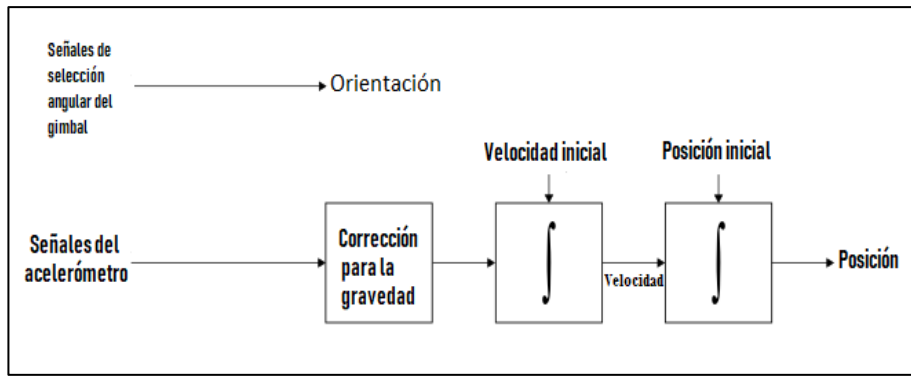 Señales de
selección
angular del
gimbal
Orientación
Velocidad inicial
Posición inicial
Señales del
acelerómetro
Corrección
para la
gravedad
∫
Velocidad
∫
Posición